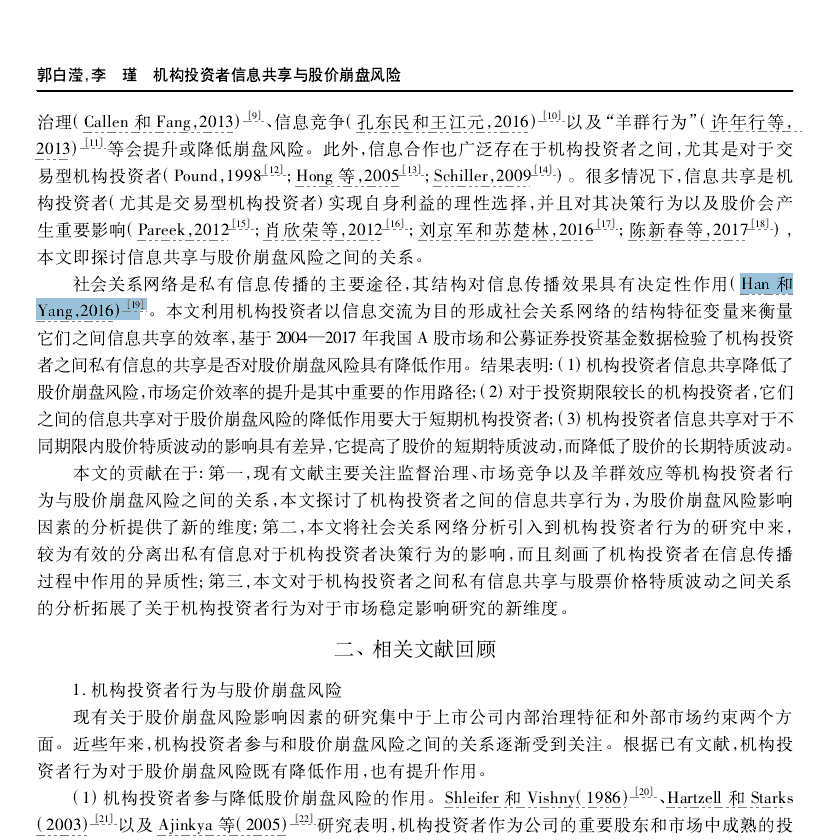 郭白滢,李　瑾　机构投资者信息共享与股价崩盘风险
治理(Callen 和 Fang,2013)[9]、信息竞争(孔东民和王江元,2016)[10]以及“羊群行为”(许年行等,
2013)[11]等会提升或降低崩盘风险。此外,信息合作也广泛存在于机构投资者之间,尤其是对于交
易型机构投资者(Pound,1998[12];Hong 等,2005[13];Schiller,2009[14])。很多情况下,信息共享是机
构投资者(尤其是交易型机构投资者)实现自身利益的理性选择,并且对其决策行为以及股价会产
生重要影响(Pareek,2012[15];肖欣荣等,2012[16];刘京军和苏楚林,2016[17];陈新春等,2017[18]),
本文即探讨信息共享与股价崩盘风险之间的关系。
社会关系网络是私有信息传播的主要途径,其结构对信息传播效果具有决定性作用(Han 和
Yang,2016)[19]。本文利用机构投资者以信息交流为目的形成社会关系网络的结构特征变量来衡量
它们之间信息共享的效率,基于 2004—2017 年我国 A 股市场和公募证券投资基金数据检验了机构投资
者之间私有信息的共享是否对股价崩盘风险具有降低作用。结果表明:(1)机构投资者信息共享降低了
股价崩盘风险,市场定价效率的提升是其中重要的作用路径;(2)对于投资期限较长的机构投资者,它们
之间的信息共享对于股价崩盘风险的降低作用要大于短期机构投资者;(3)机构投资者信息共享对于不
同期限内股价特质波动的影响具有差异,它提高了股价的短期特质波动,而降低了股价的长期特质波动。
本文的贡献在于:第一,现有文献主要关注监督治理、市场竞争以及羊群效应等机构投资者行
为与股价崩盘风险之间的关系,本文探讨了机构投资者之间的信息共享行为,为股价崩盘风险影响
因素的分析提供了新的维度;第二,本文将社会关系网络分析引入到机构投资者行为的研究中来,
较为有效的分离出私有信息对于机构投资者决策行为的影响,而且刻画了机构投资者在信息传播
过程中作用的异质性;第三,本文对于机构投资者之间私有信息共享与股票价格特质波动之间关系
的分析拓展了关于机构投资者行为对于市场稳定影响研究的新维度。
二、相关文献回顾
1. 机构投资者行为与股价崩盘风险
现有关于股价崩盘风险影响因素的研究集中于上市公司内部治理特征和外部市场约束两个方
面。近些年来,机构投资者参与和股价崩盘风险之间的关系逐渐受到关注。根据已有文献,机构投
资者行为对于股价崩盘风险既有降低作用,也有提升作用。
(1)机构投资者参与降低股价崩盘风险的作用。Shleifer 和 Vishny(1986)[20]、Hartzell 和 Starks
(2003)[21]以及 Ajinkya 等(2005)[22]研究表明,机构投资者作为公司的重要股东和市场中成熟的投